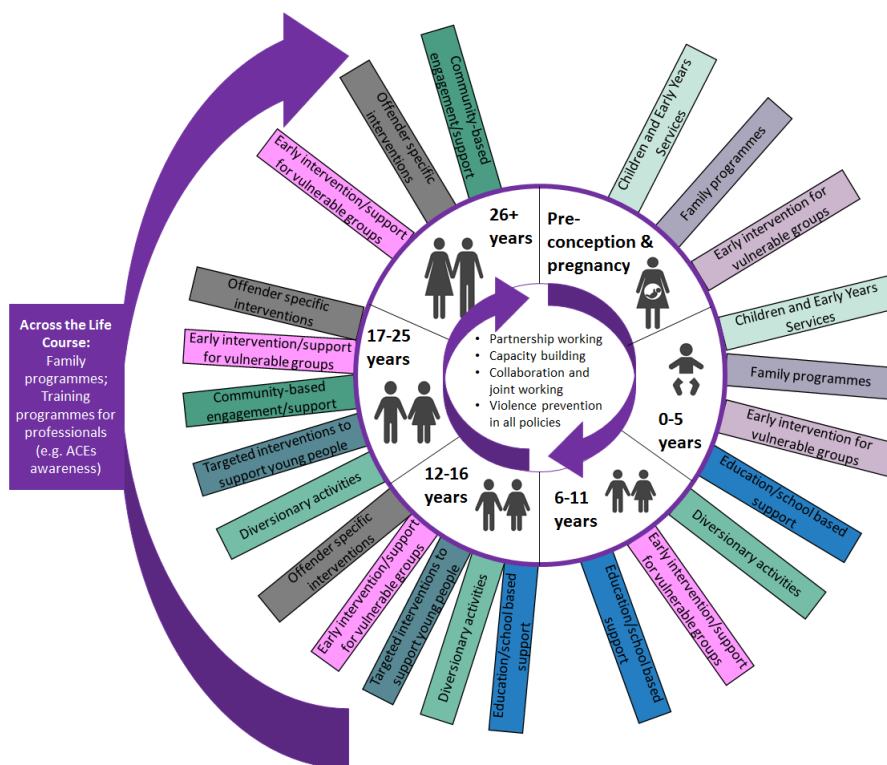 Across the Life
Course:
Family
programmes;
Training
programmes for
professionals
(e.g. ACEs
awareness)
Pre-
conception &
pregnancy
Children and Early Years
Services
Family programmes
Early intervention for
vulnerable groups
0-5
years
Children and Early Years
Services
Family programmes
Early intervention for
vulnerable groups
Education/school based
support
6-11
years
Diversionary activities
Early intervention/support
for vulnerable groups
Education/school based
support
12-16
years
Education/school based
support
Diversionary activities
Targeted interventions to
support young people
Early intervention/support
for vulnerable groups
Offender specific
interventions
17-25
years
Diversionary activities
Targeted interventions to
support young people
Community-based
engagement/support
Early intervention/support
for vulnerable groups
Offender specific
interventions
26+
years
Early intervention/support
for vulnerable groups
Offender specific
interventions
Community-based
engagement/support
• Partnership working
• Capacity building
• Collaboration and
joint working
• Violence prevention
in all policies